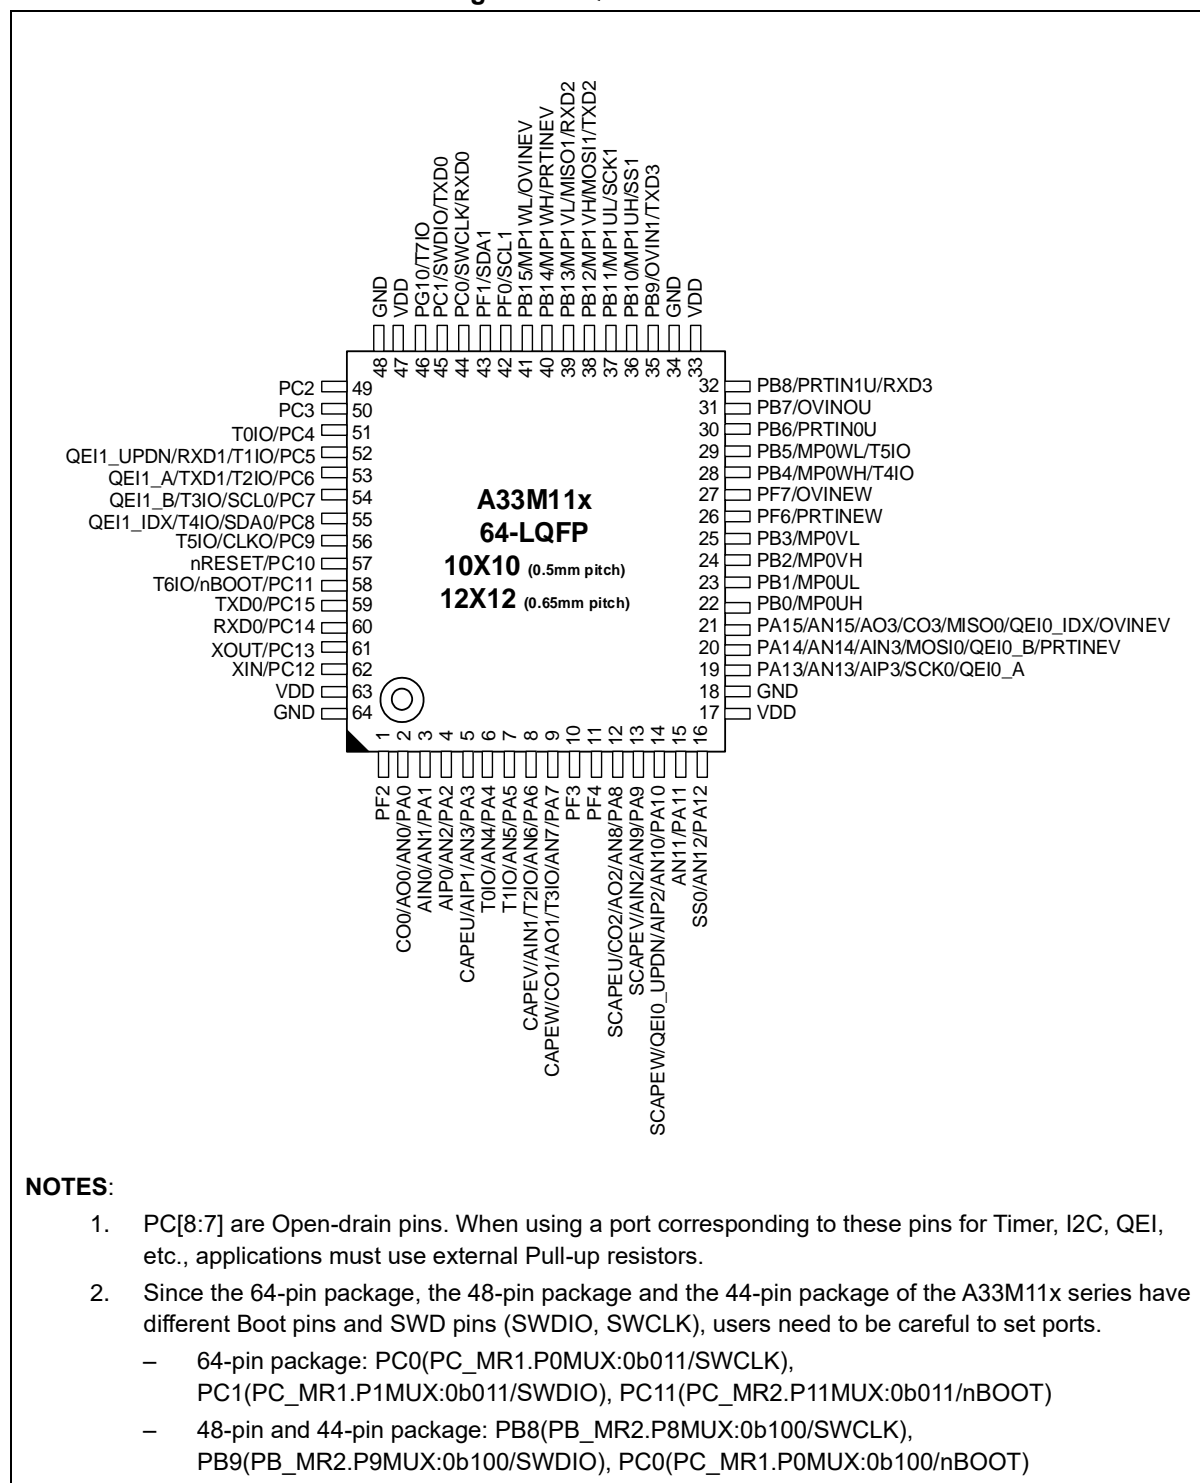 GND
VDD
PG10/T7IO
PC1/SWDIO/TXD0
PC0/SWCLK/RXD0
PF1/SDA1
PF0/SCL1
PB15/MP1WL/OVINEV
PB14/MP1WH/PRTINEV
PB13/MP1VL/MISO1/RXD2
PB12/MP1VH/MOSI1/TXD2
PB11/MP1UL/SCK1
PB10/MP1UH/SS1
PB9/OVIN1/TXD3
GND
VDD
48 47 46 45 44 43 42 41 40 39 38 37 36 35 34 33
PC2 49
PC3 50
T0IO/PC4 51
QEI1_UPDN/RXD1/T1IO/PC5 52
QEI1_A/TXD1/T2IO/PC6 53
QEI1_B/T3IO/SCL0/PC7 54
QEI1_IDX/T4IO/SDA0/PC8 55
T5IO/CLKO/PC9 56
nRESET/PC10 57
T6IO/nBOOT/PC11 58
TXD0/PC15 59
RXD0/PC14 60
XOUT/PC13 61
XIN/PC12 62
VDD 63
GND 64
A33M11x
64-LQFP
10X10 (0.5mm pitch)
12X12 (0.65mm pitch)
32 PB8/PRTIN1U/RXD3
31 PB7/OVINOU
30 PB6/PRTIN0U
29 PB5/MP0WL/T5IO
28 PB4/MP0WH/T4IO
27 PF7/OVINEW
26 PF6/PRTINEW
25 PB3/MP0VL
24 PB2/MP0VH
23 PB1/MP0UL
22 PB0/MP0UH
21 PA15/AN15/AO3/CO3/MISO0/QEI0_IDX/OVINEV
20 PA14/AN14/AIN3/MOSI0/QEI0_B/PRTINEV
19 PA13/AN13/AIP3/SCK0/QEI0_A
18 GND
17 VDD
1 2 3 4 5 6 7 8 9 10 11 12 13 14 15 16
PF2
CO0/AO0/AN0/PA0
AIN0/AN1/PA1
AIP0/AN2/PA2
CAPEU/AIP1/AN3/PA3
T0IO/AN4/PA4
T1IO/AN5/PA5
CAPEV/AIN1/T2IO/AN6/PA6
CAPEW/CO1/AO1/T3IO/AN7/PA7
PF3
PF4
SCAPEU/CO2/AO2/AN8/PA8
SCAPEV/AIN2/AN9/PA9
SCAPEW/QEI0_UPDN/AIP2/AN10/PA10
AN11/PA11
SS0/AN12/PA12
NOTES:
1. PC[8:7] are Open-drain pins. When using a port corresponding to these pins for Timer, I2C, QEI,
etc., applications must use external Pull-up resistors.
2. Since the 64-pin package, the 48-pin package and the 44-pin package of the A33M11x series have
different Boot pins and SWD pins (SWDIO, SWCLK), users need to be careful to set ports.
– 64-pin package: PC0(PC_MR1.P0MUX:0b011/SWCLK),
PC1(PC_MR1.P1MUX:0b011/SWDIO), PC11(PC_MR2.P11MUX:0b011/nBOOT)
– 48-pin and 44-pin package: PB8(PB_MR2.P8MUX:0b100/SWCLK),
PB9(PB_MR2.P9MUX:0b100/SWDIO), PC0(PC_MR1.P0MUX:0b100/nBOOT)